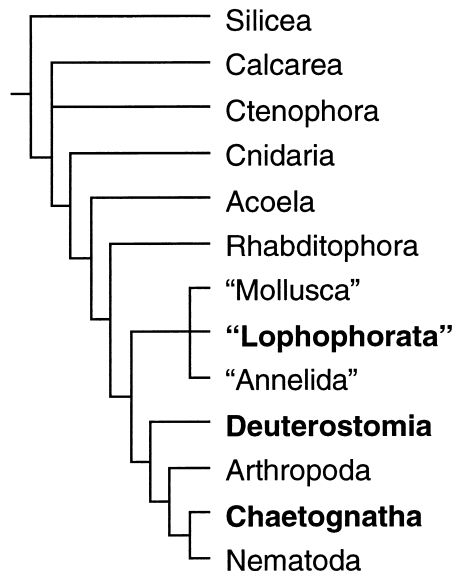 Silicea
Calcarea
Ctenophora
Cnidaria
Acoela
Rhabditophora
“Mollusca”
“Lophophorata”
“Annelida”
Deuterostomia
Arthropoda
Chaetognatha
Nematoda